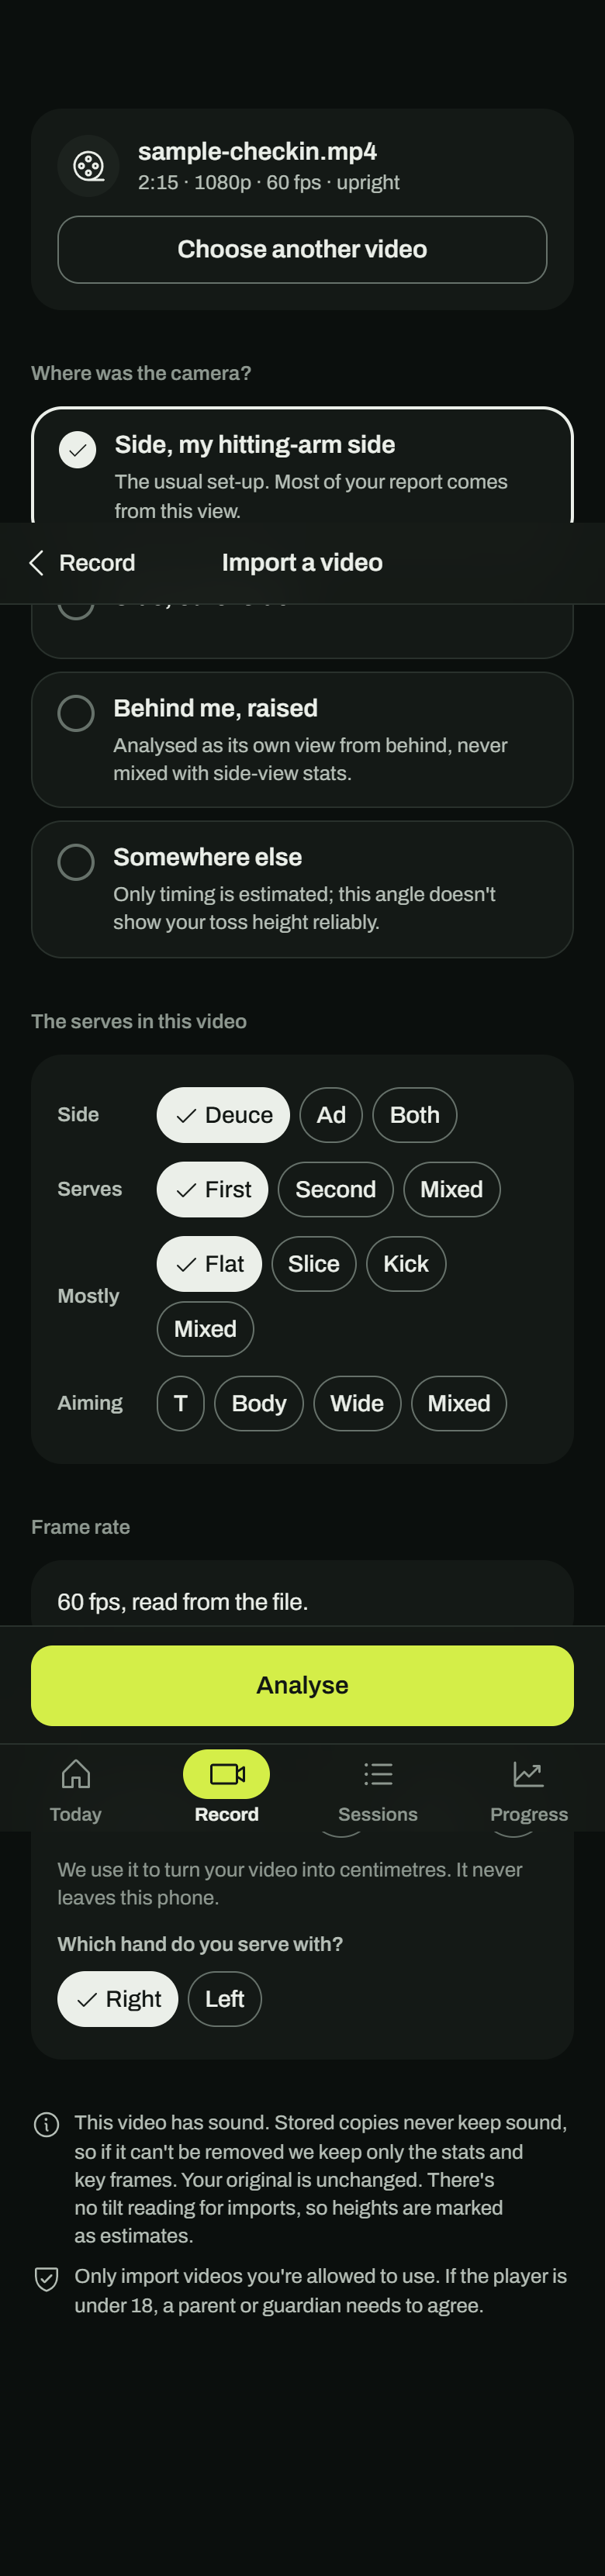 sample-checkin.mp4
2:15 · 1080p · 60 fps · upright
Choose another video
Where was the camera?
Side, my hitting-arm side
The usual set-up. Most of your report comes
from this view.
Record
Import a video
Behind me, raised
Analysed as its own view from behind, never
mixed with side-view stats.
Somewhere else
Only timing is estimated; this angle doesn't
show your toss height reliably.
The serves in this video
Side
Deuce
Ad
Both
Serves
First
Second
Mixed
Mostly
Flat
Slice
Kick
Mixed
Aiming
T
Body
Wide
Mixed
Frame rate
60 fps, read from the file.
Analyse
Today
Record
Sessions
Progress
We use it to turn your video into centimetres. It never
leaves this phone.
Which hand do you serve with?
Right
Left
This video has sound. Stored copies never keep sound,
so if it can't be removed we keep only the stats and
key frames. Your original is unchanged. There's
no tilt reading for imports, so heights are marked
as estimates.
Only import videos you're allowed to use. If the player is
under 18, a parent or guardian needs to agree.